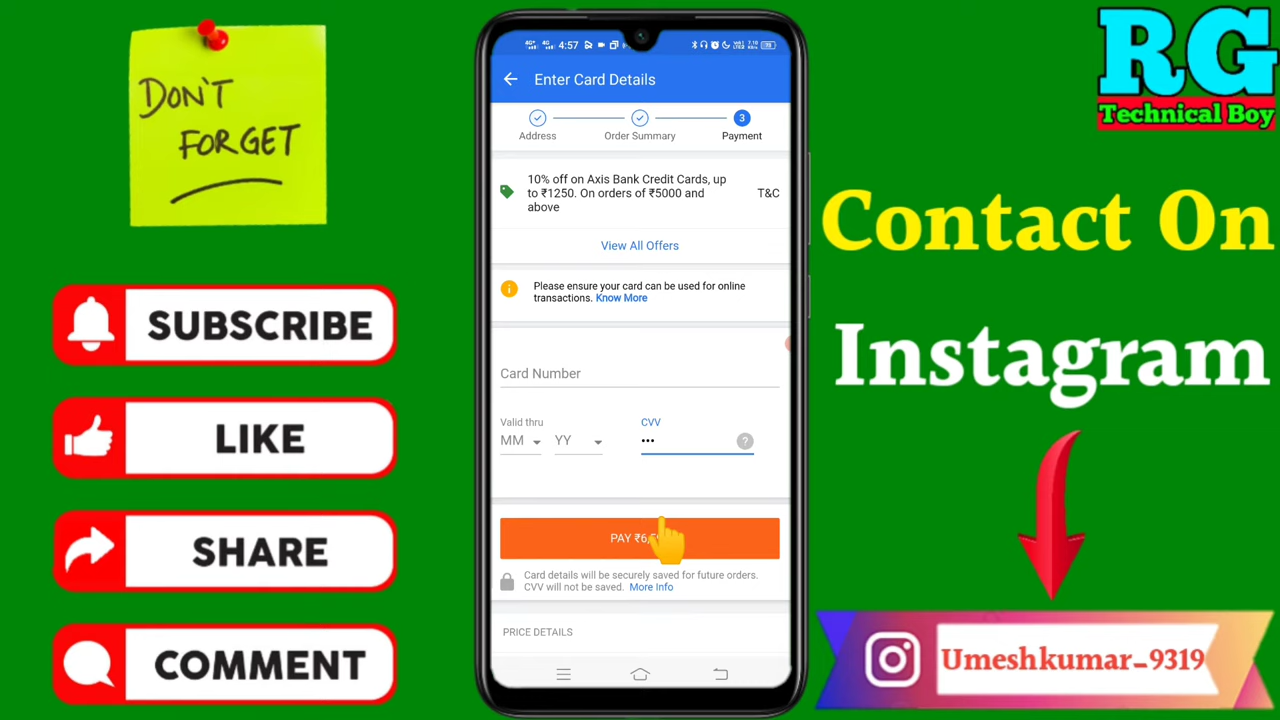 DON'T
FORGET
SUBSCRIBE
LIKE
SHARE
COMMENT
4:57
Enter Card Details
Address
Order Summary
3
Payment
10% off on Axis Bank Credit Cards, up
to ₹1250. On orders of ₹5000 and
above
T&C
View All Offers
Please ensure your card can be used for online
transactions. Know More
Card Number
Valid thru
CVV
MM
YY
•••
?
PAY ₹6,
Card details will be securely saved for future orders.
CVV will not be saved. More Info
PRICE DETAILS
RG
Technical Boy
Contact On
Instagram
Umeshkumar-9319